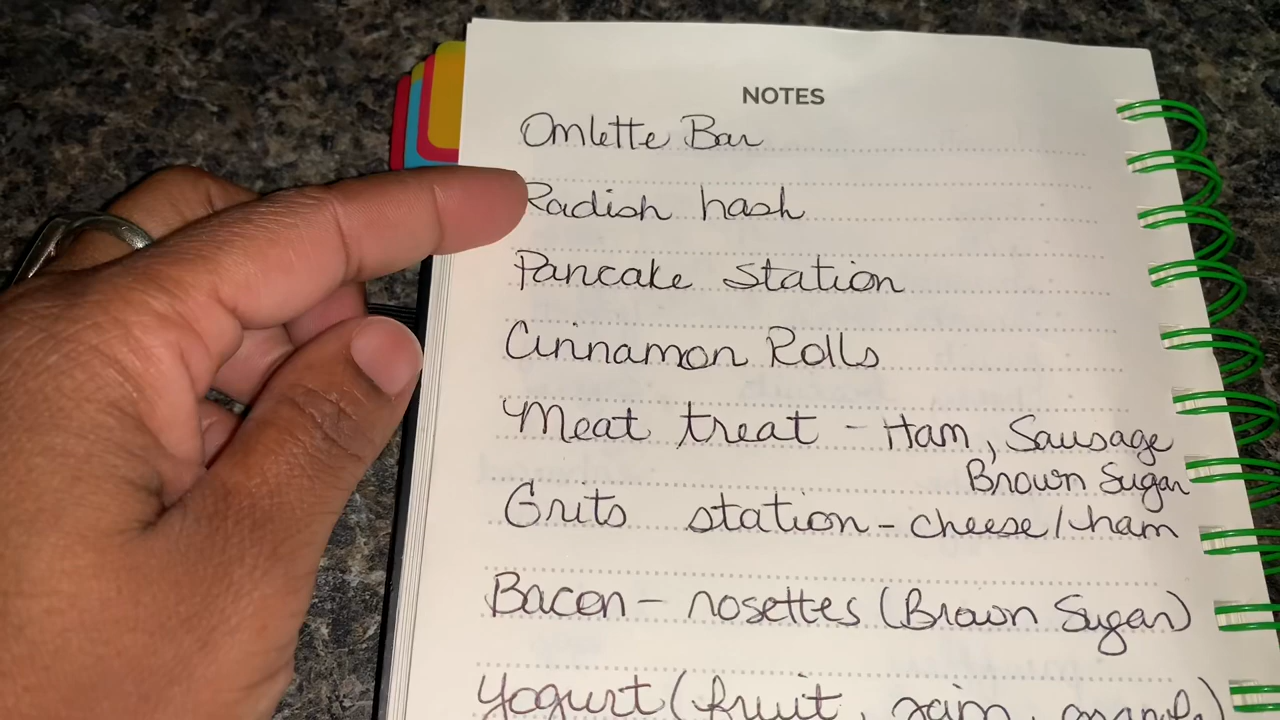 NOTES
Omlette Bar
Radish hash
Pancake station
Cinnamon Rolls
Meat treat - Ham, Sausage
Brown Sugar
Grits station - cheese/ham
Bacon - rosettes (Brown Sugar)
Yogurt (fruit,